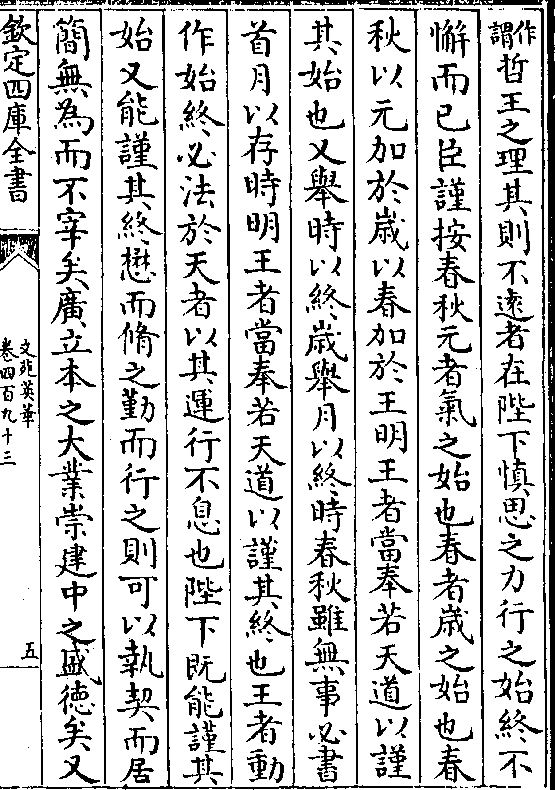 作謂哲王之理其則不遠者在陛下慎思之力行之始終不
懈而已臣謹按春秋元者氣之始也春者歲之始也春
秋以元加於歲以春加於王明王者當奉若天道以謹
其始也又舉時以終歲舉月以終時春秋雖無事必書
首月以存時明王者當奉若天道以謹其終也王者動
作始終必法於天者以其運行不息也陛下既能謹其
始又能謹其終懋而脩之勤而行之則可以執契而居
簡無為而不宰矣廣立本之大業崇建中之盛德矣又
欽定四庫全書
文苑英華
卷四百九十三
五